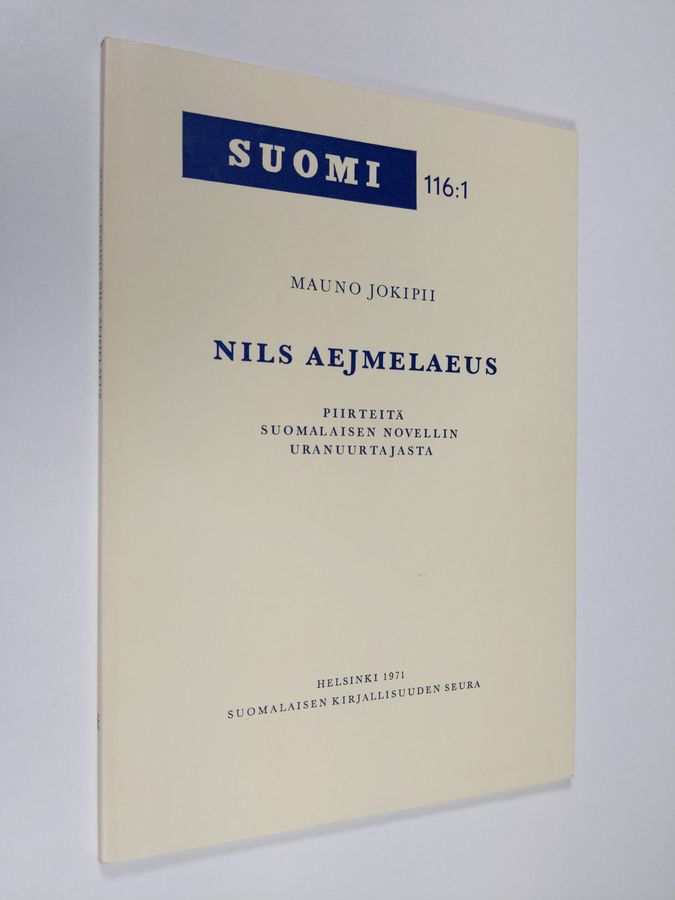 SUOMI 116:1
MAUNO JOKIPII
NILS AEJMELAEUS
PIIRTEITÄ
SUOMALAISEN NOVELLIN
URANUURTAJASTA
HELSINKI 1971
SUOMALAISEN KIRJALLISUUDEN SEURA